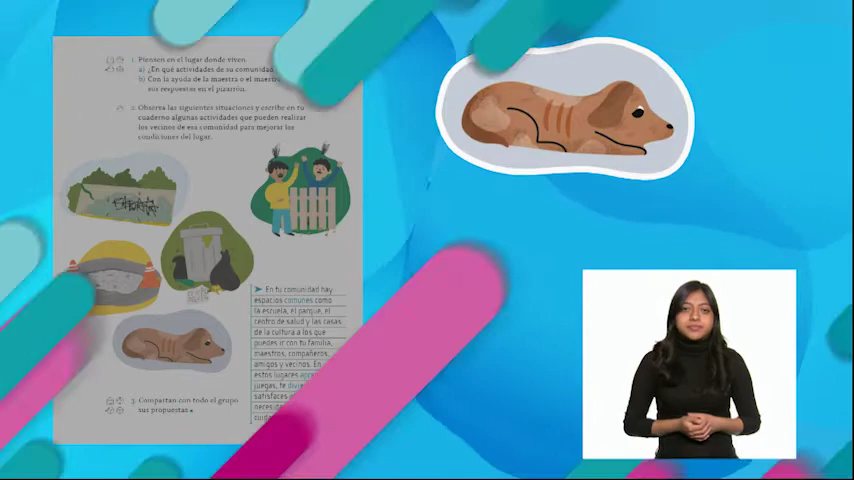 1. Piensen en el lugar donde viven.
a) ¿En qué actividades de su comunidad
b) Con la ayuda de la maestra o el maestro
sus respuestas en el pizarrón.
2. Observa las siguientes situaciones y escribe en tu
cuaderno algunas actividades que pueden realizar
los vecinos de esa comunidad para mejorar las
condiciones del lugar.
En tu comunidad hay
espacios comunes como
la escuela, el parque, el
centro de salud y las casas
de la cultura a los que
puedes ir con tu familia,
maestros, compañeros,
amigos y vecinos. En
estos lugares
juegas, te
satisfaces
3. Compartan con todo el grupo
sus propuestas